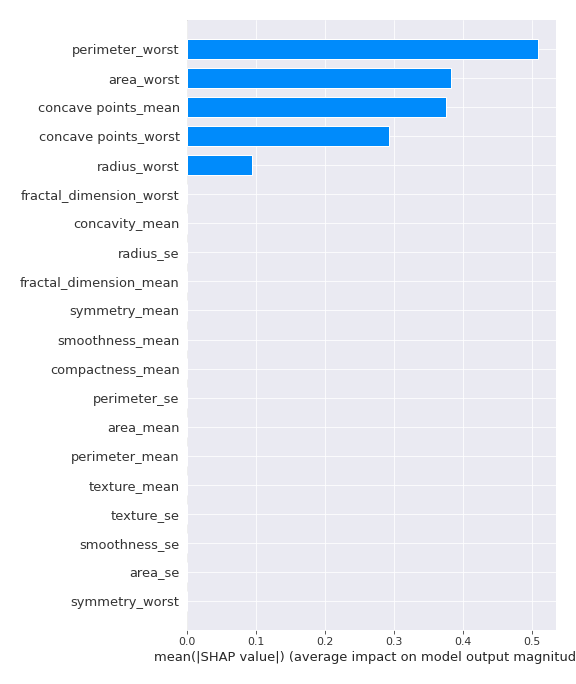 perimeter_worst
area_worst
concave points_mean
concave points_worst
radius_worst
fractal_dimension_worst
concavity_mean
radius_se
fractal_dimension_mean
symmetry_mean
smoothness_mean
compactness_mean
perimeter_se
area_mean
perimeter_mean
texture_mean
texture_se
smoothness_se
area_se
symmetry_worst
0.0 0.1 0.2 0.3 0.4 0.5
mean(|SHAP value|) (average impact on model output magnitud